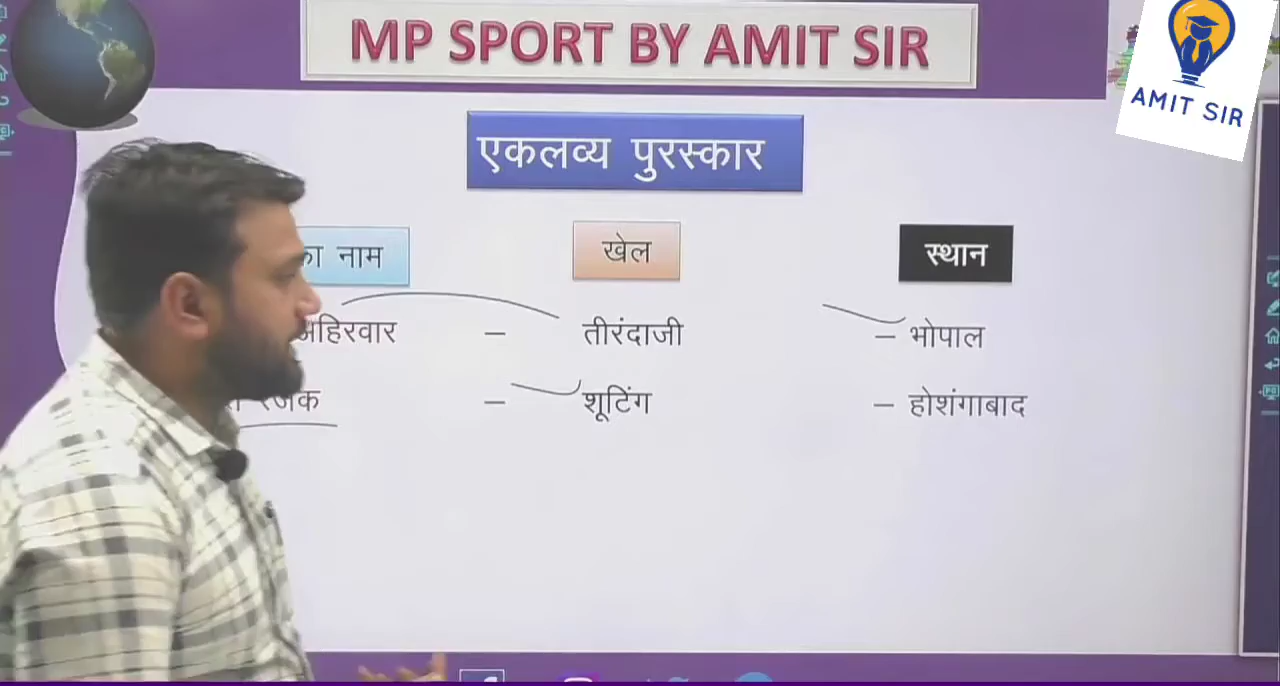 MP SPORT BY AMIT SIR
AMIT SIR
एकलव्य पुरस्कार
नाम खेल स्थान
अहिरवार – तीरंदाजी – भोपाल
रजक – शूटिंग – होशंगाबाद